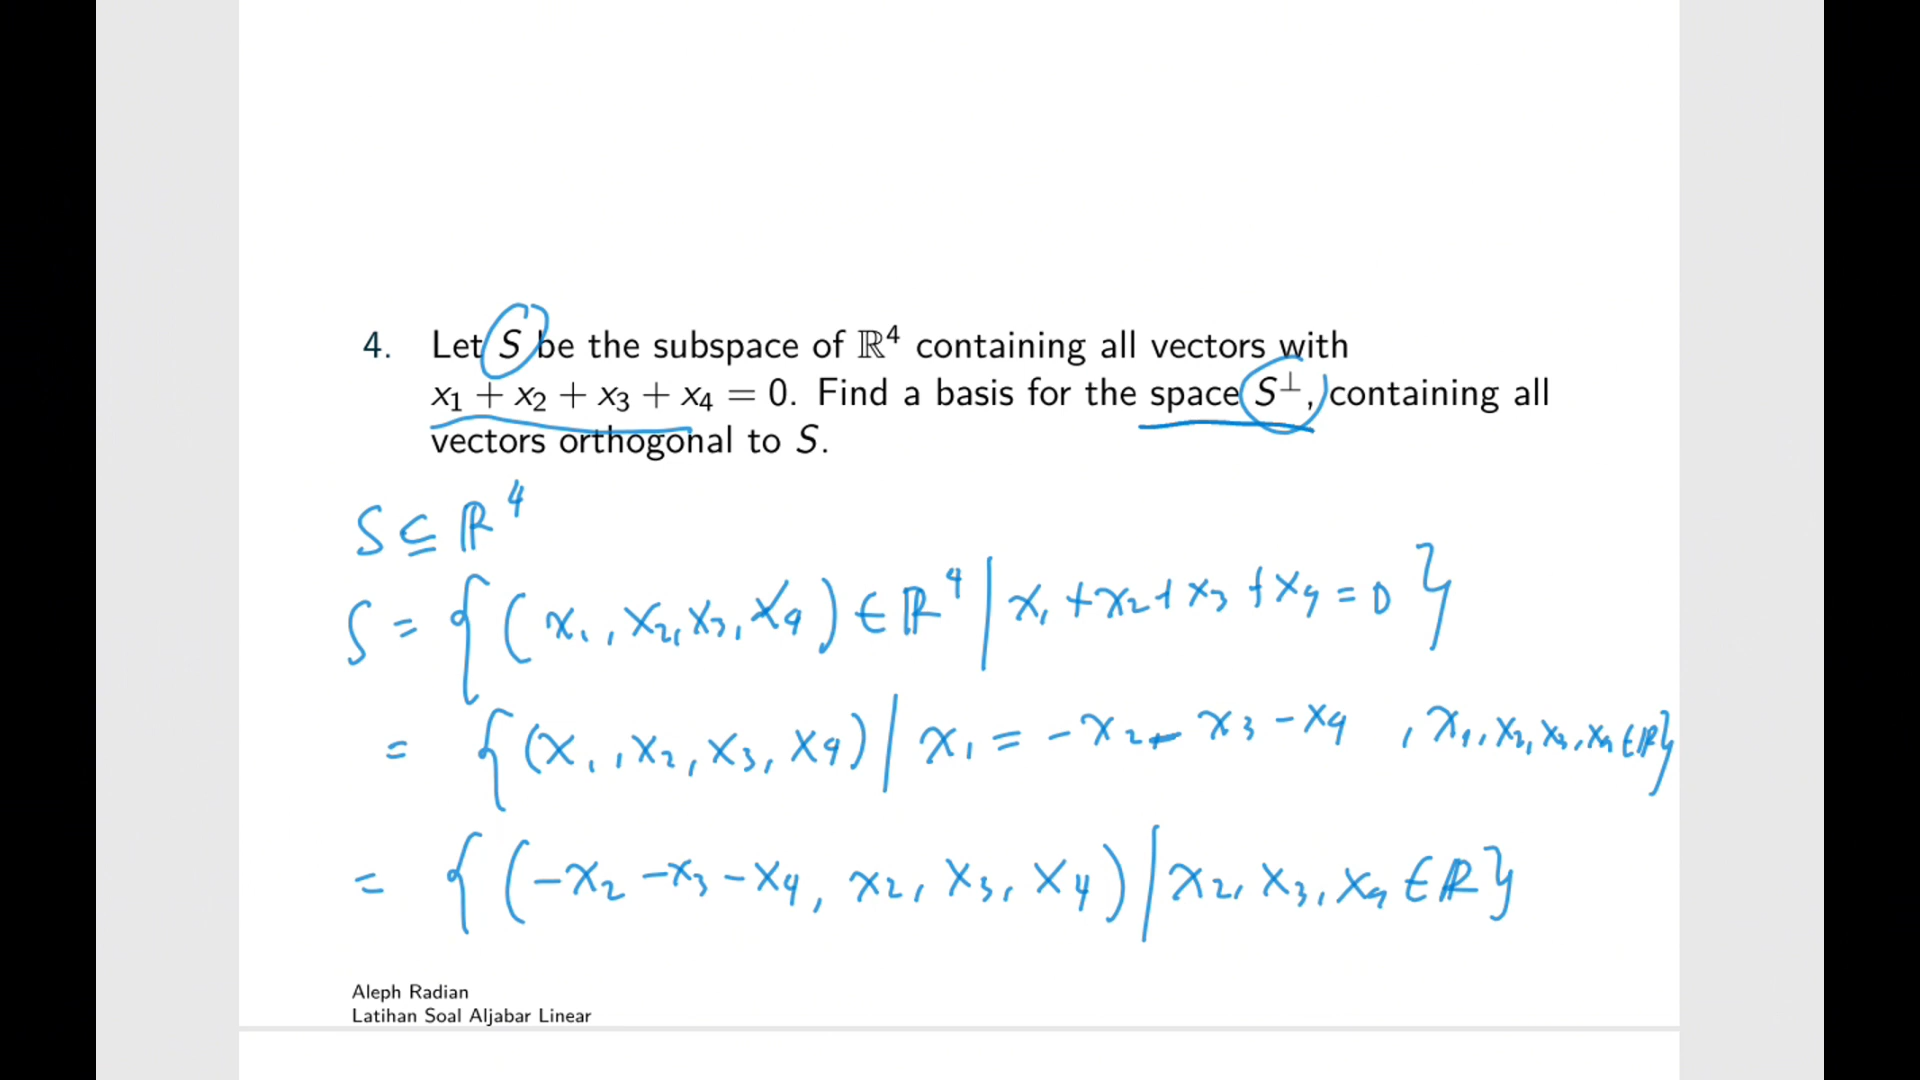 4. Let S be the subspace of ℝ⁴ containing all vectors with
x₁ + x₂ + x₃ + x₄ = 0. Find a basis for the space S⊥, containing all
vectors orthogonal to S.
S ⊆ ℝ⁴
S = {(x₁, x₂, x₃, x₄) ∈ ℝ⁴ | x₁ + x₂ + x₃ + x₄ = 0}
= {(x₁, x₂, x₃, x₄) | x₁ = -x₂ - x₃ - x₄, x₁, x₂, x₃, x₄ ∈ ℝ}
= {(-x₂ - x₃ - x₄, x₂, x₃, x₄) | x₂, x₃, x₄ ∈ ℝ}
Aleph Radian
Latihan Soal Aljabar Linear